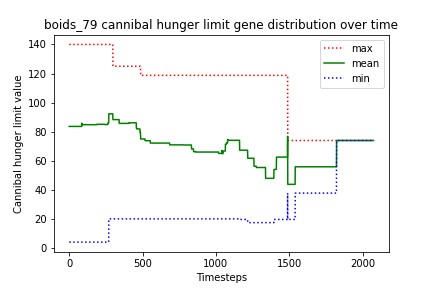 boids_79 cannibal hunger limit gene distribution over time
max
mean
min
Cannibal hunger limit value
140
120
100
80
60
40
20
0
0 500 1000 1500 2000
Timesteps